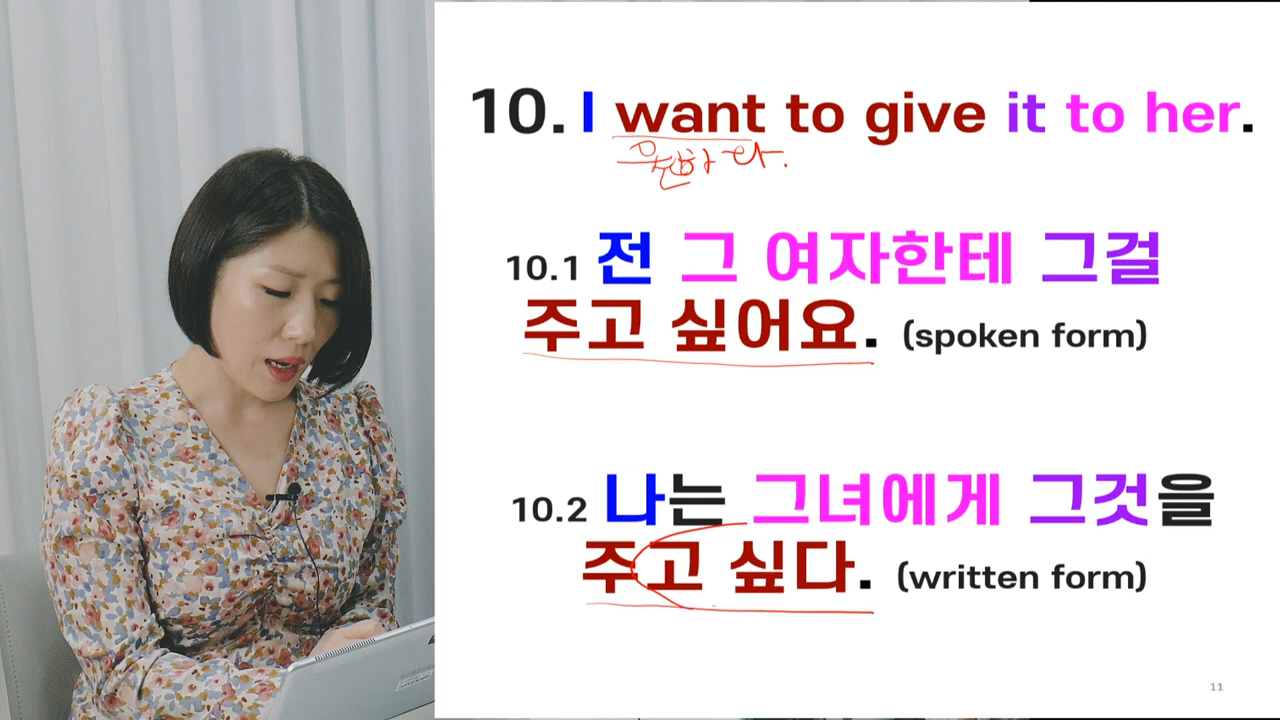 10. I want to give it to her.
원하다.
10.1 전 그 여자한테 그걸
주고 싶어요. (spoken form)
10.2 나는 그녀에게 그것을
주고 싶다. (written form)
11